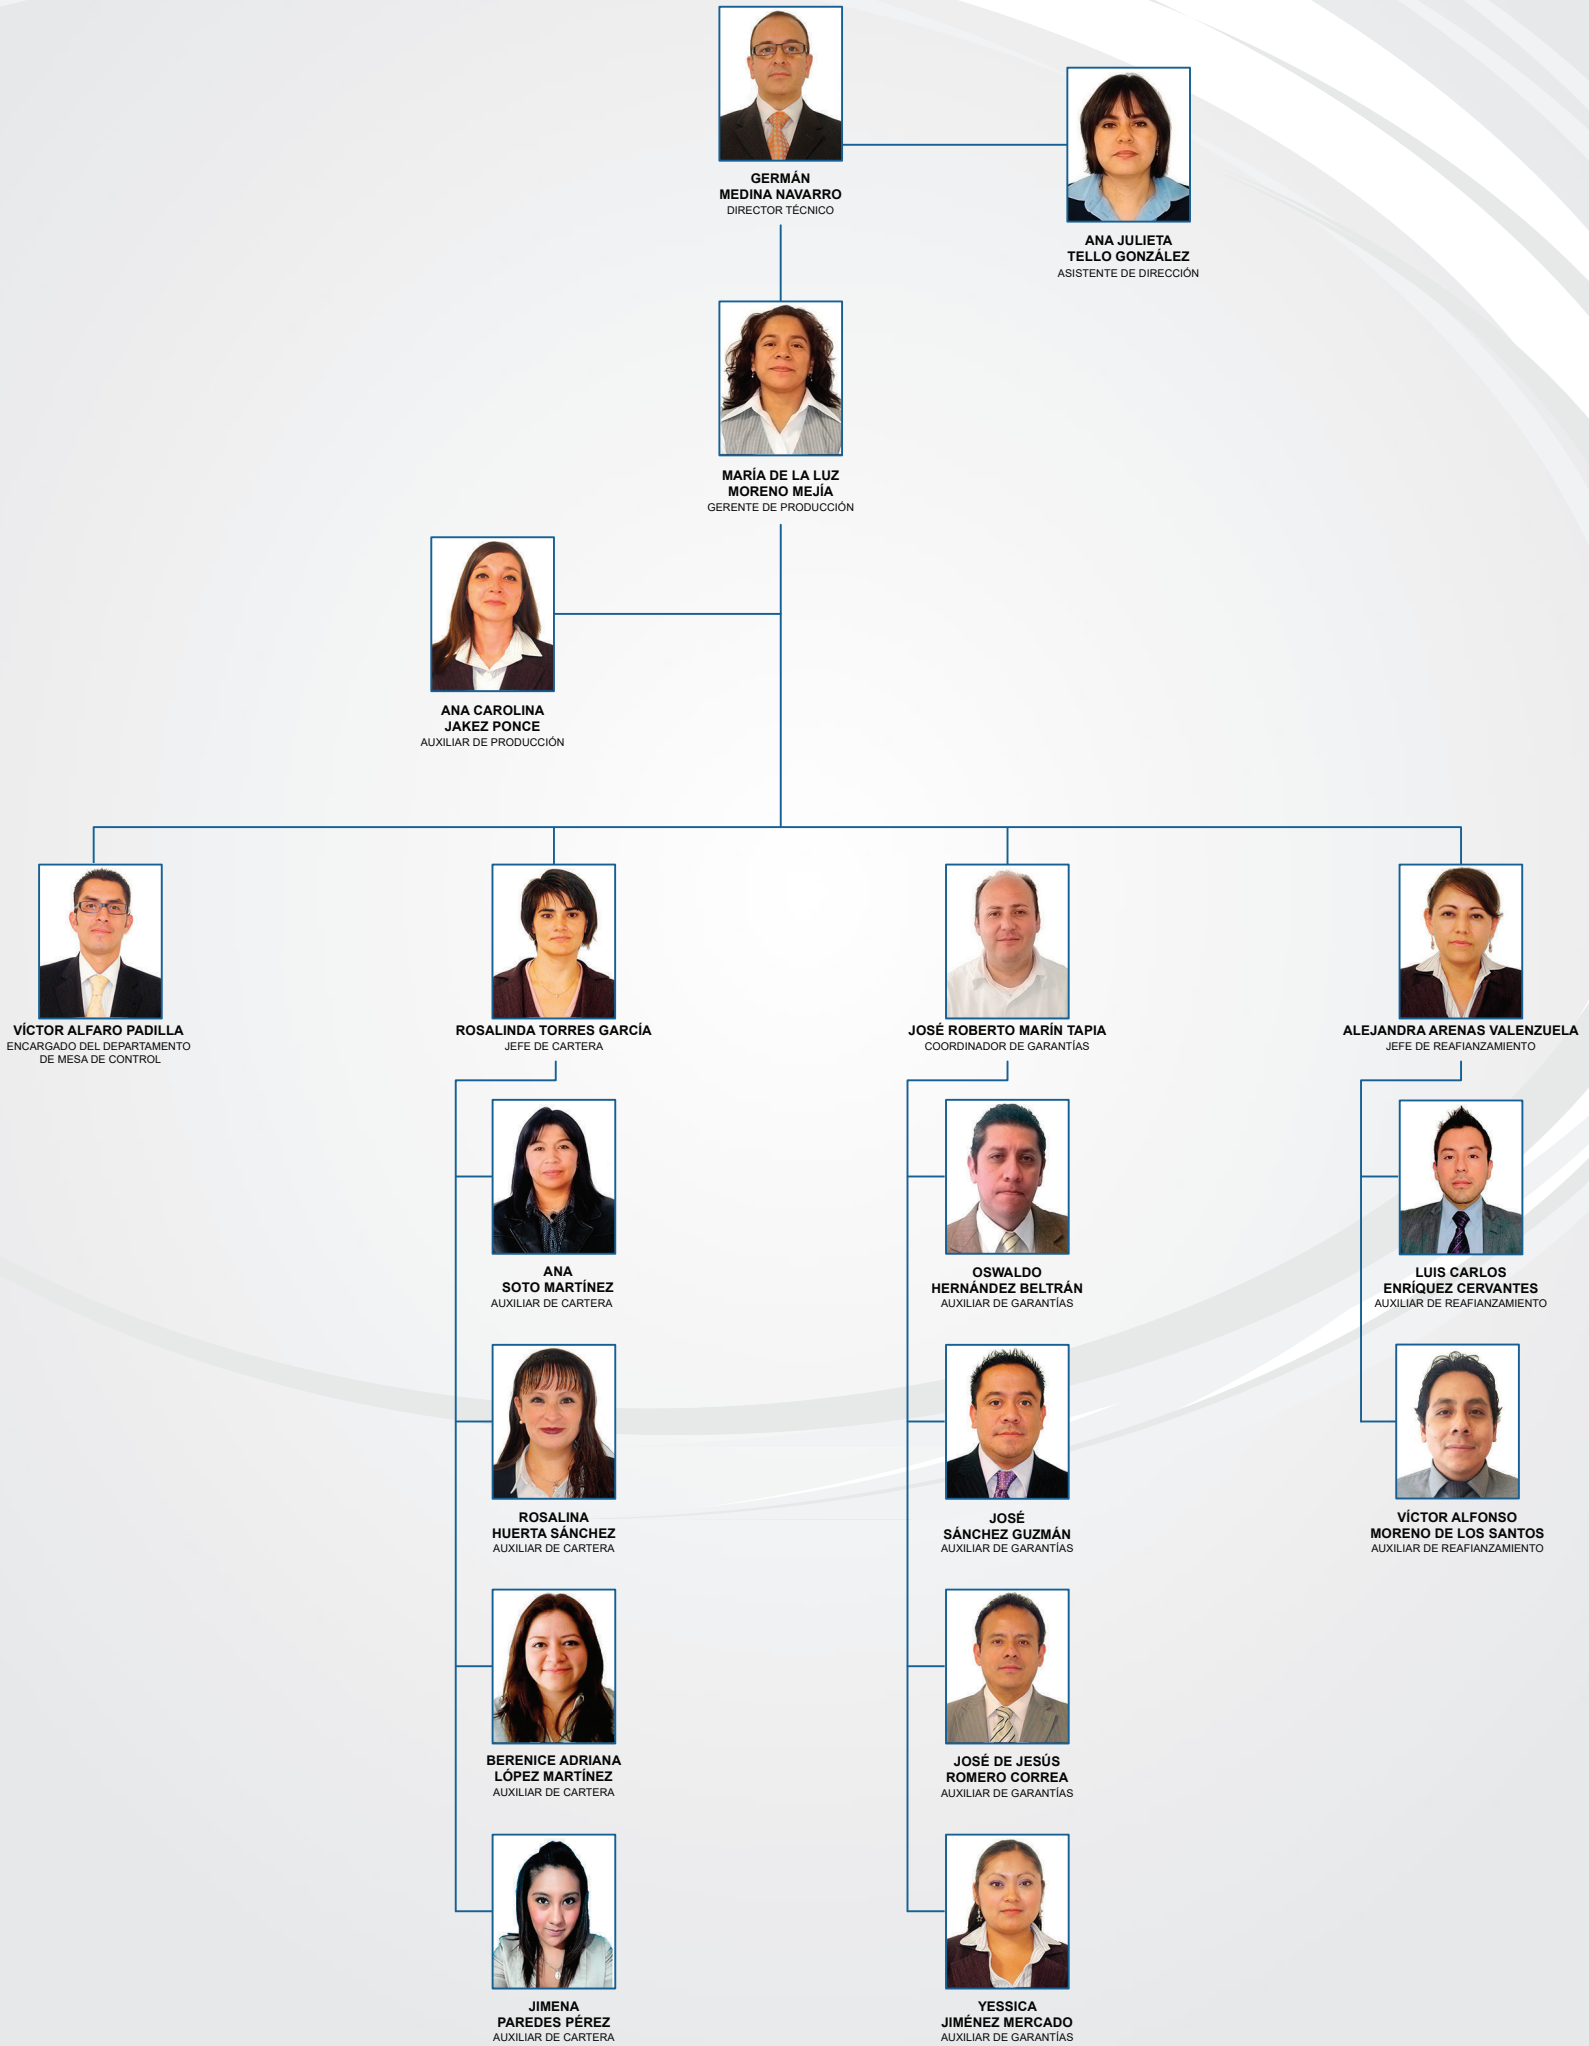 GERMÁN
MEDINA NAVARRO
DIRECTOR TÉCNICO
ANA JULIETA
TELLO GONZÁLEZ
ASISTENTE DE DIRECCIÓN
MARÍA DE LA LUZ
MORENO MEJÍA
GERENTE DE PRODUCCIÓN
ANA CAROLINA
JAKEZ PONCE
AUXILIAR DE PRODUCCIÓN
VÍCTOR ALFARO PADILLA
ENCARGADO DEL DEPARTAMENTO
DE MESA DE CONTROL
ROSALINDA TORRES GARCÍA
JEFE DE CARTERA
JOSÉ ROBERTO MARÍN TAPIA
COORDINADOR DE GARANTÍAS
ALEJANDRA ARENAS VALENZUELA
JEFE DE REAFIANZAMIENTO
ANA
SOTO MARTÍNEZ
AUXILIAR DE CARTERA
OSWALDO
HERNÁNDEZ BELTRÁN
AUXILIAR DE GARANTÍAS
LUIS CARLOS
ENRÍQUEZ CERVANTES
AUXILIAR DE REAFIANZAMIENTO
ROSALINA
HUERTA SÁNCHEZ
AUXILIAR DE CARTERA
JOSÉ
SÁNCHEZ GUZMÁN
AUXILIAR DE GARANTÍAS
VÍCTOR ALFONSO
MORENO DE LOS SANTOS
AUXILIAR DE REAFIANZAMIENTO
BERENICE ADRIANA
LÓPEZ MARTÍNEZ
AUXILIAR DE CARTERA
JOSÉ DE JESÚS
ROMERO CORREA
AUXILIAR DE GARANTÍAS
JIMENA
PAREDES PÉREZ
AUXILIAR DE CARTERA
YESSICA
JIMÉNEZ MERCADO
AUXILIAR DE GARANTÍAS